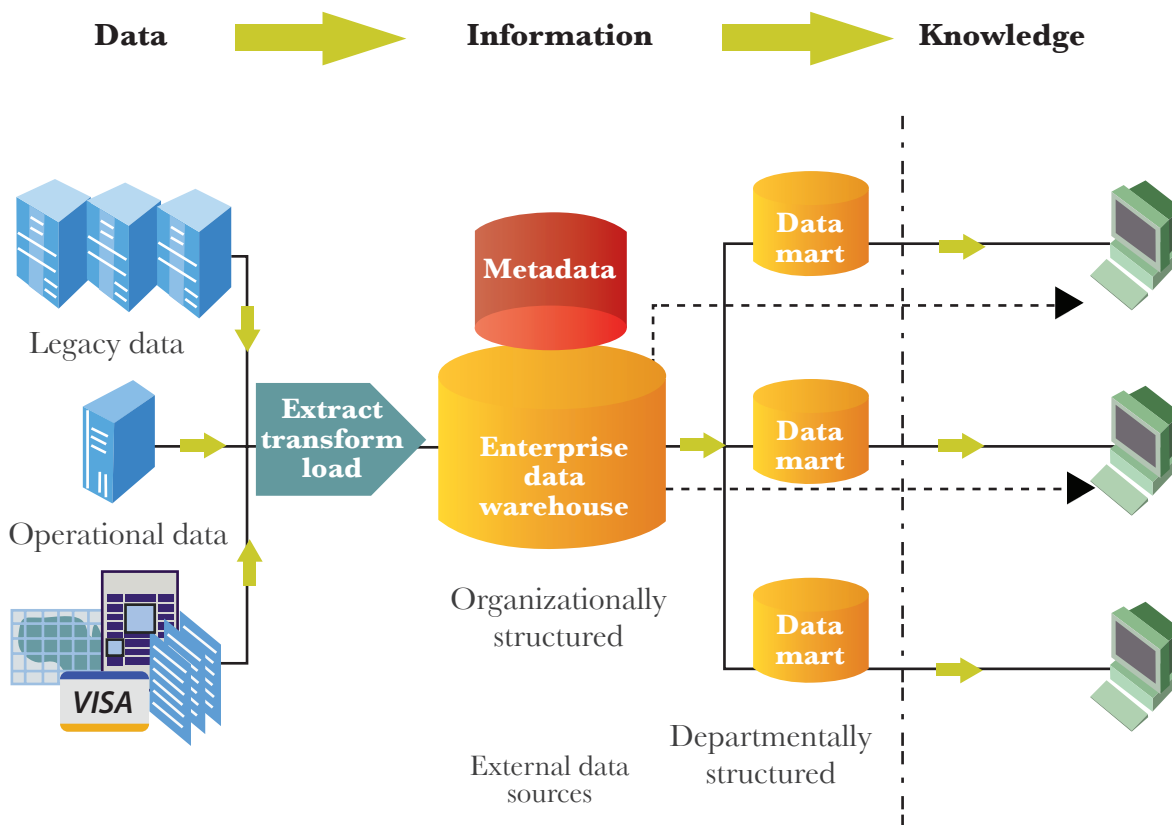 Data
Information
Knowledge
Legacy data
Operational data
VISA
Extract
transform
load
Metadata
Enterprise
data
warehouse
Organizationally
structured
External data
sources
Data
mart
Data
mart
Data
mart
Departmentally
structured